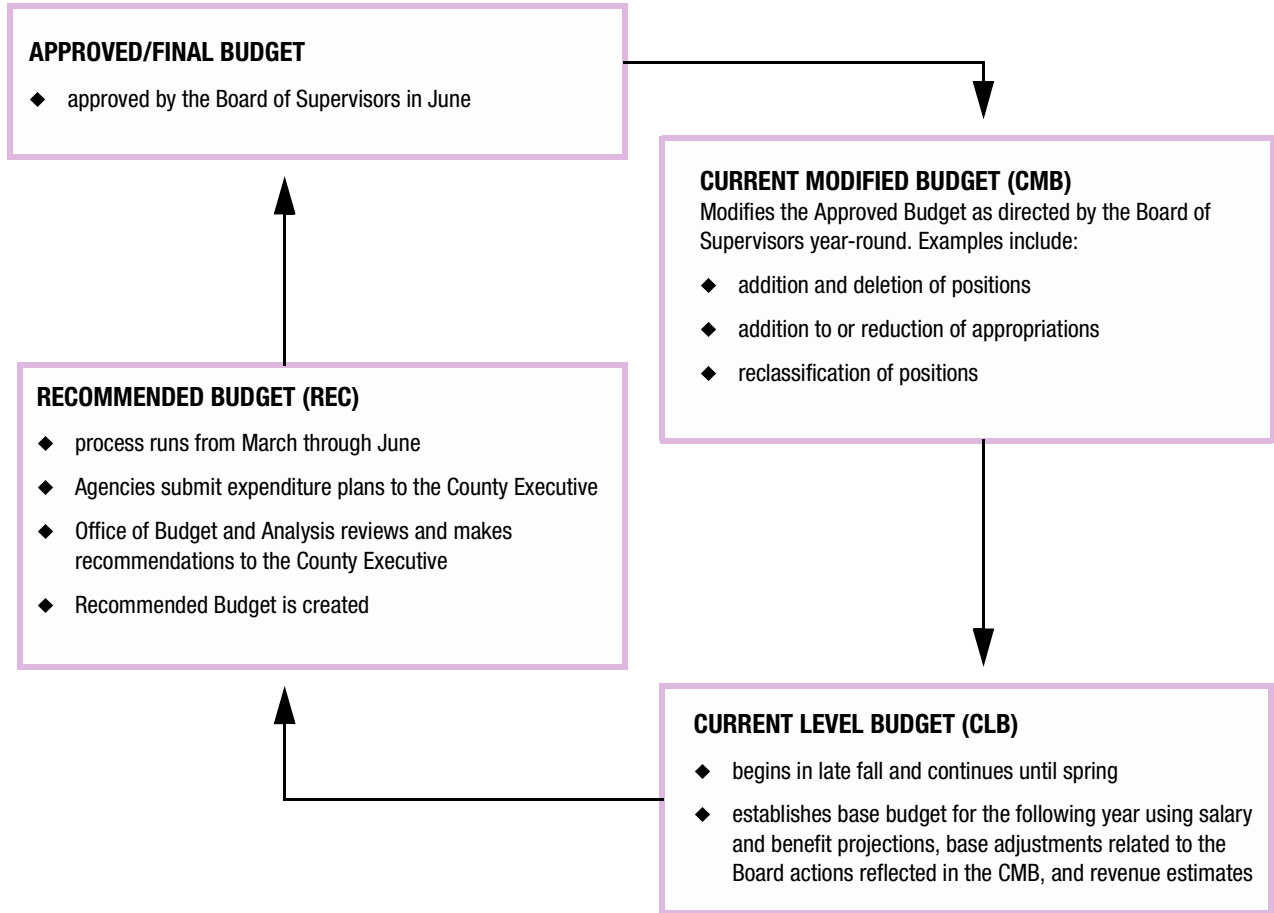 APPROVED/FINAL BUDGET
◆ approved by the Board of Supervisors in June
CURRENT MODIFIED BUDGET (CMB)
Modifies the Approved Budget as directed by the Board of
Supervisors year-round. Examples include:
◆ addition and deletion of positions
◆ addition to or reduction of appropriations
◆ reclassification of positions
CURRENT LEVEL BUDGET (CLB)
◆ begins in late fall and continues until spring
◆ establishes base budget for the following year using salary
and benefit projections, base adjustments related to the
Board actions reflected in the CMB, and revenue estimates
RECOMMENDED BUDGET (REC)
◆ process runs from March through June
◆ Agencies submit expenditure plans to the County Executive
◆ Office of Budget and Analysis reviews and makes
recommendations to the County Executive
◆ Recommended Budget is created